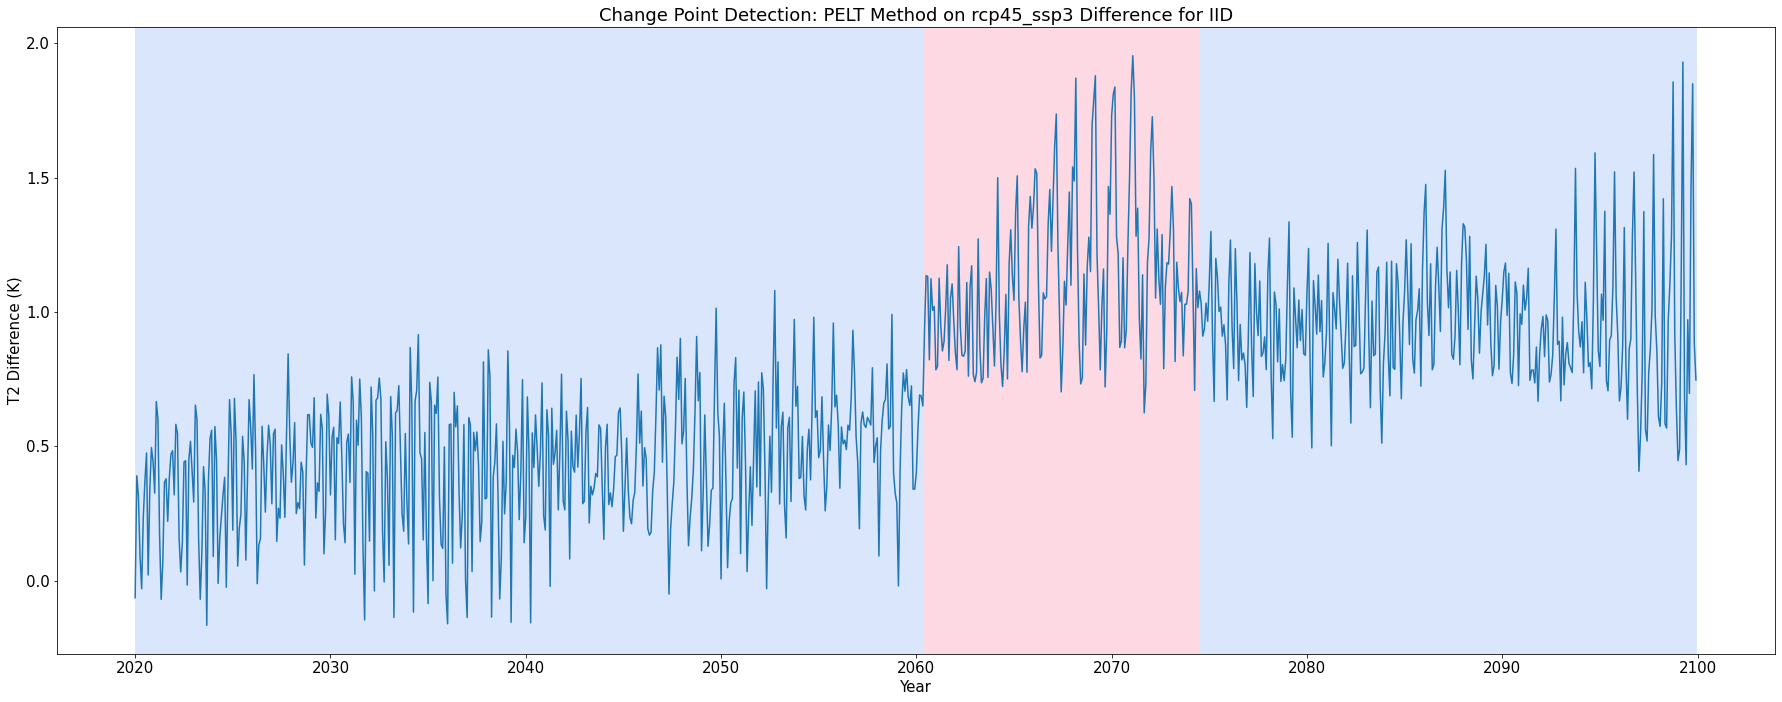 Change Point Detection: PELT Method on rcp45_ssp3 Difference for IID
2.0
1.5
1.0
0.5
0.0
T2 Difference (K)
2020 2030 2040 2050 2060 2070 2080 2090 2100
Year